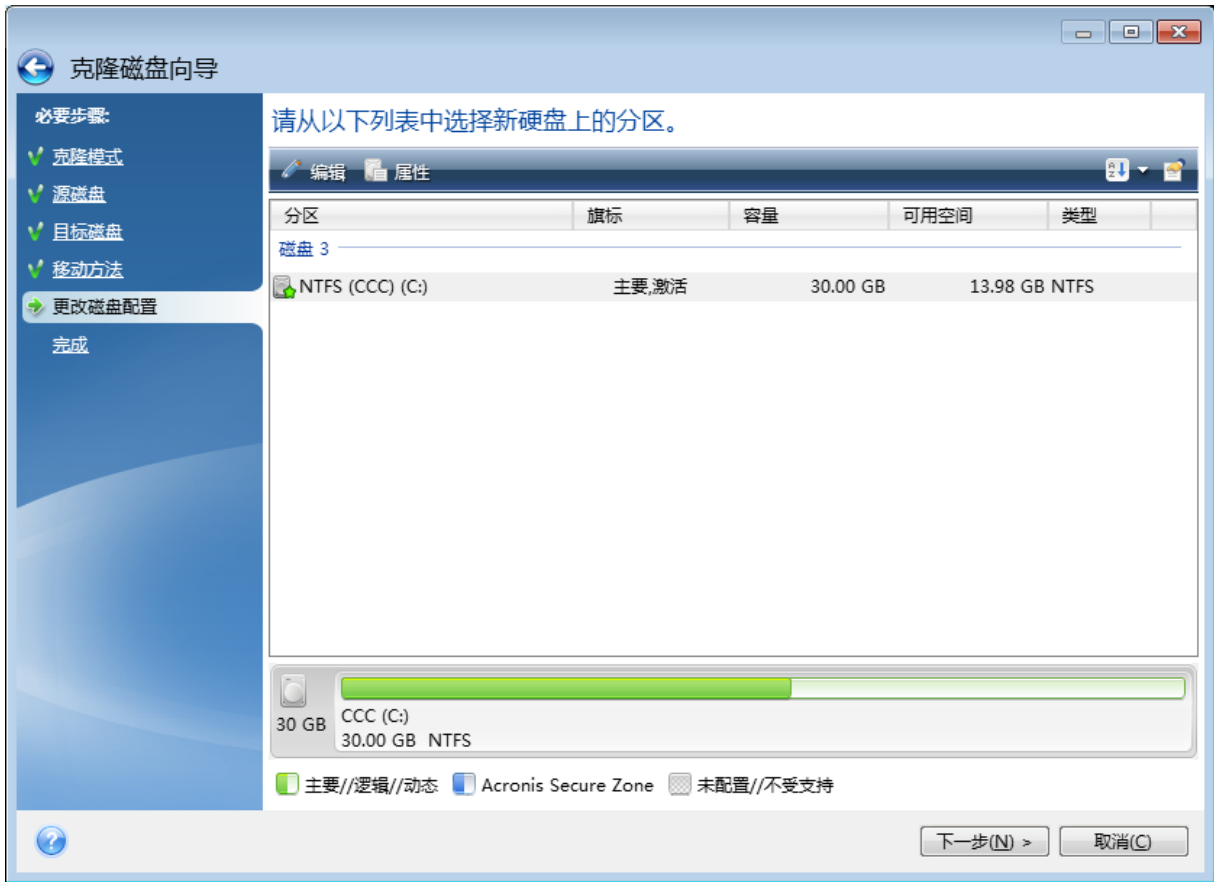 克隆磁盘向导
必要步骤:
克隆模式
源磁盘
目标磁盘
移动方法
更改磁盘配置
完成
请从以下列表中选择新硬盘上的分区。
编辑 属性
分区 旗标 容量 可用空间 类型
磁盘 3
NTFS (CCC) (C:) 主要,激活 30.00 GB 13.98 GB NTFS
30 GB
CCC (C:)
30.00 GB NTFS
主要//逻辑//动态 Acronis Secure Zone 未配置//不受支持
下一步(N) > 取消(C)